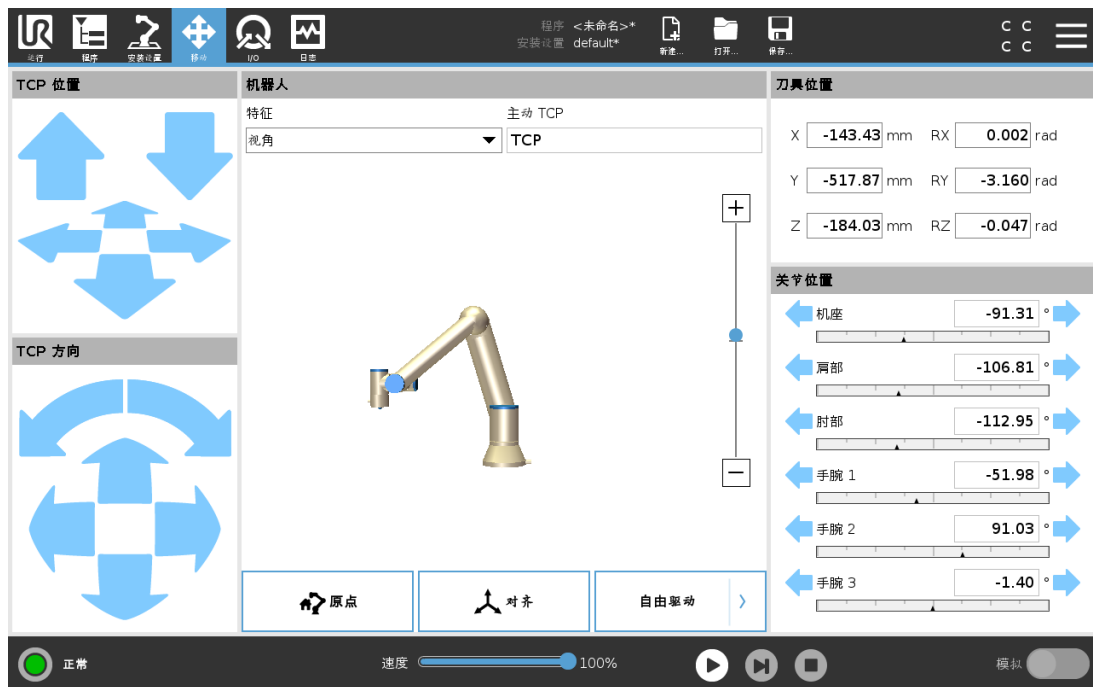 UR
程序 <未命名>*
安装设置 default*
C C
C C
运行 程序 安装设置 移动 I/O 日志 新建... 打开... 保存...
TCP 位置
机器人
刀具位置
特征 主动 TCP
视角 TCP
X -143.43 mm RX 0.002 rad
Y -517.87 mm RY -3.160 rad
Z -184.03 mm RZ -0.047 rad
关节位置
机座 -91.31 °
肩部 -106.81 °
肘部 -112.95 °
手腕 1 -51.98 °
手腕 2 91.03 °
手腕 3 -1.40 °
TCP 方向
原点 对齐 自由驱动
正常 速度 100% 模拟